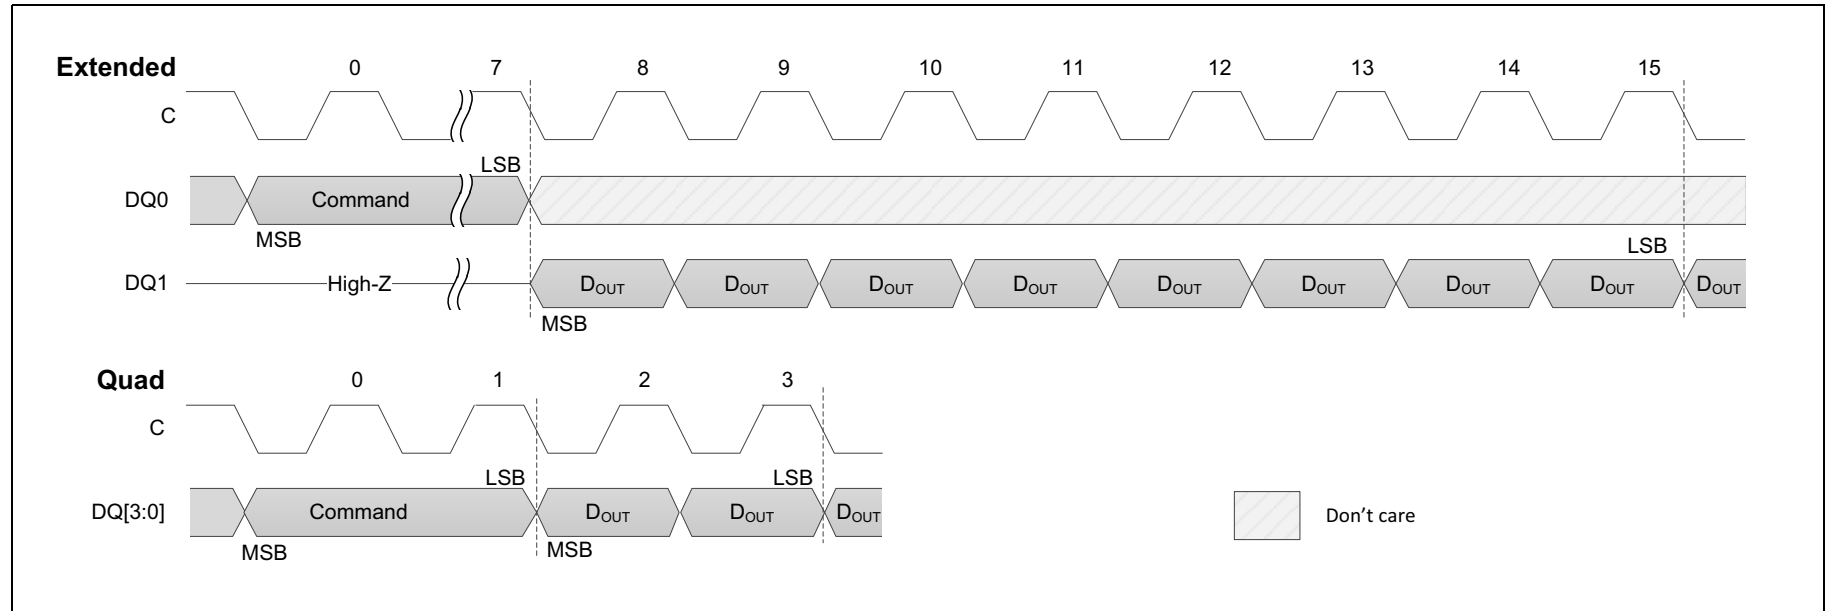 Extended 0 7 8 9 10 11 12 13 14 15
C
LSB
DQ0 Command
MSB
LSB
DQ1 High-Z DOUT DOUT DOUT DOUT DOUT DOUT DOUT DOUT DOUT
MSB
Quad 0 1 2 3
C
LSB LSB
DQ[3:0] Command DOUT DOUT DOUT Don’t care
MSB MSB